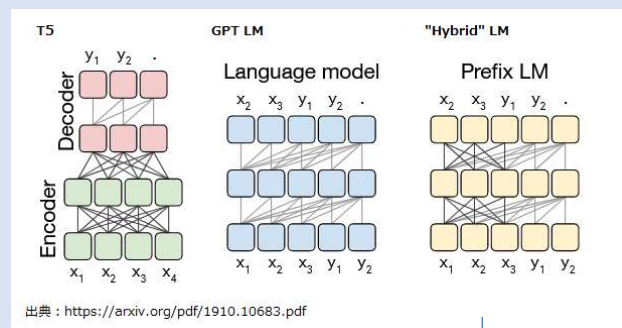 T5
GPT LM
"Hybrid" LM
y1 y2 .
Decoder
Encoder
x1 x2 x3 x4
Language model
x2 x3 y1 y2 .
x1 x2 x3 y1 y2
Prefix LM
x2 x3 y1 y2 .
x1 x2 x3 y1 y2
出典：https://arxiv.org/pdf/1910.10683.pdf